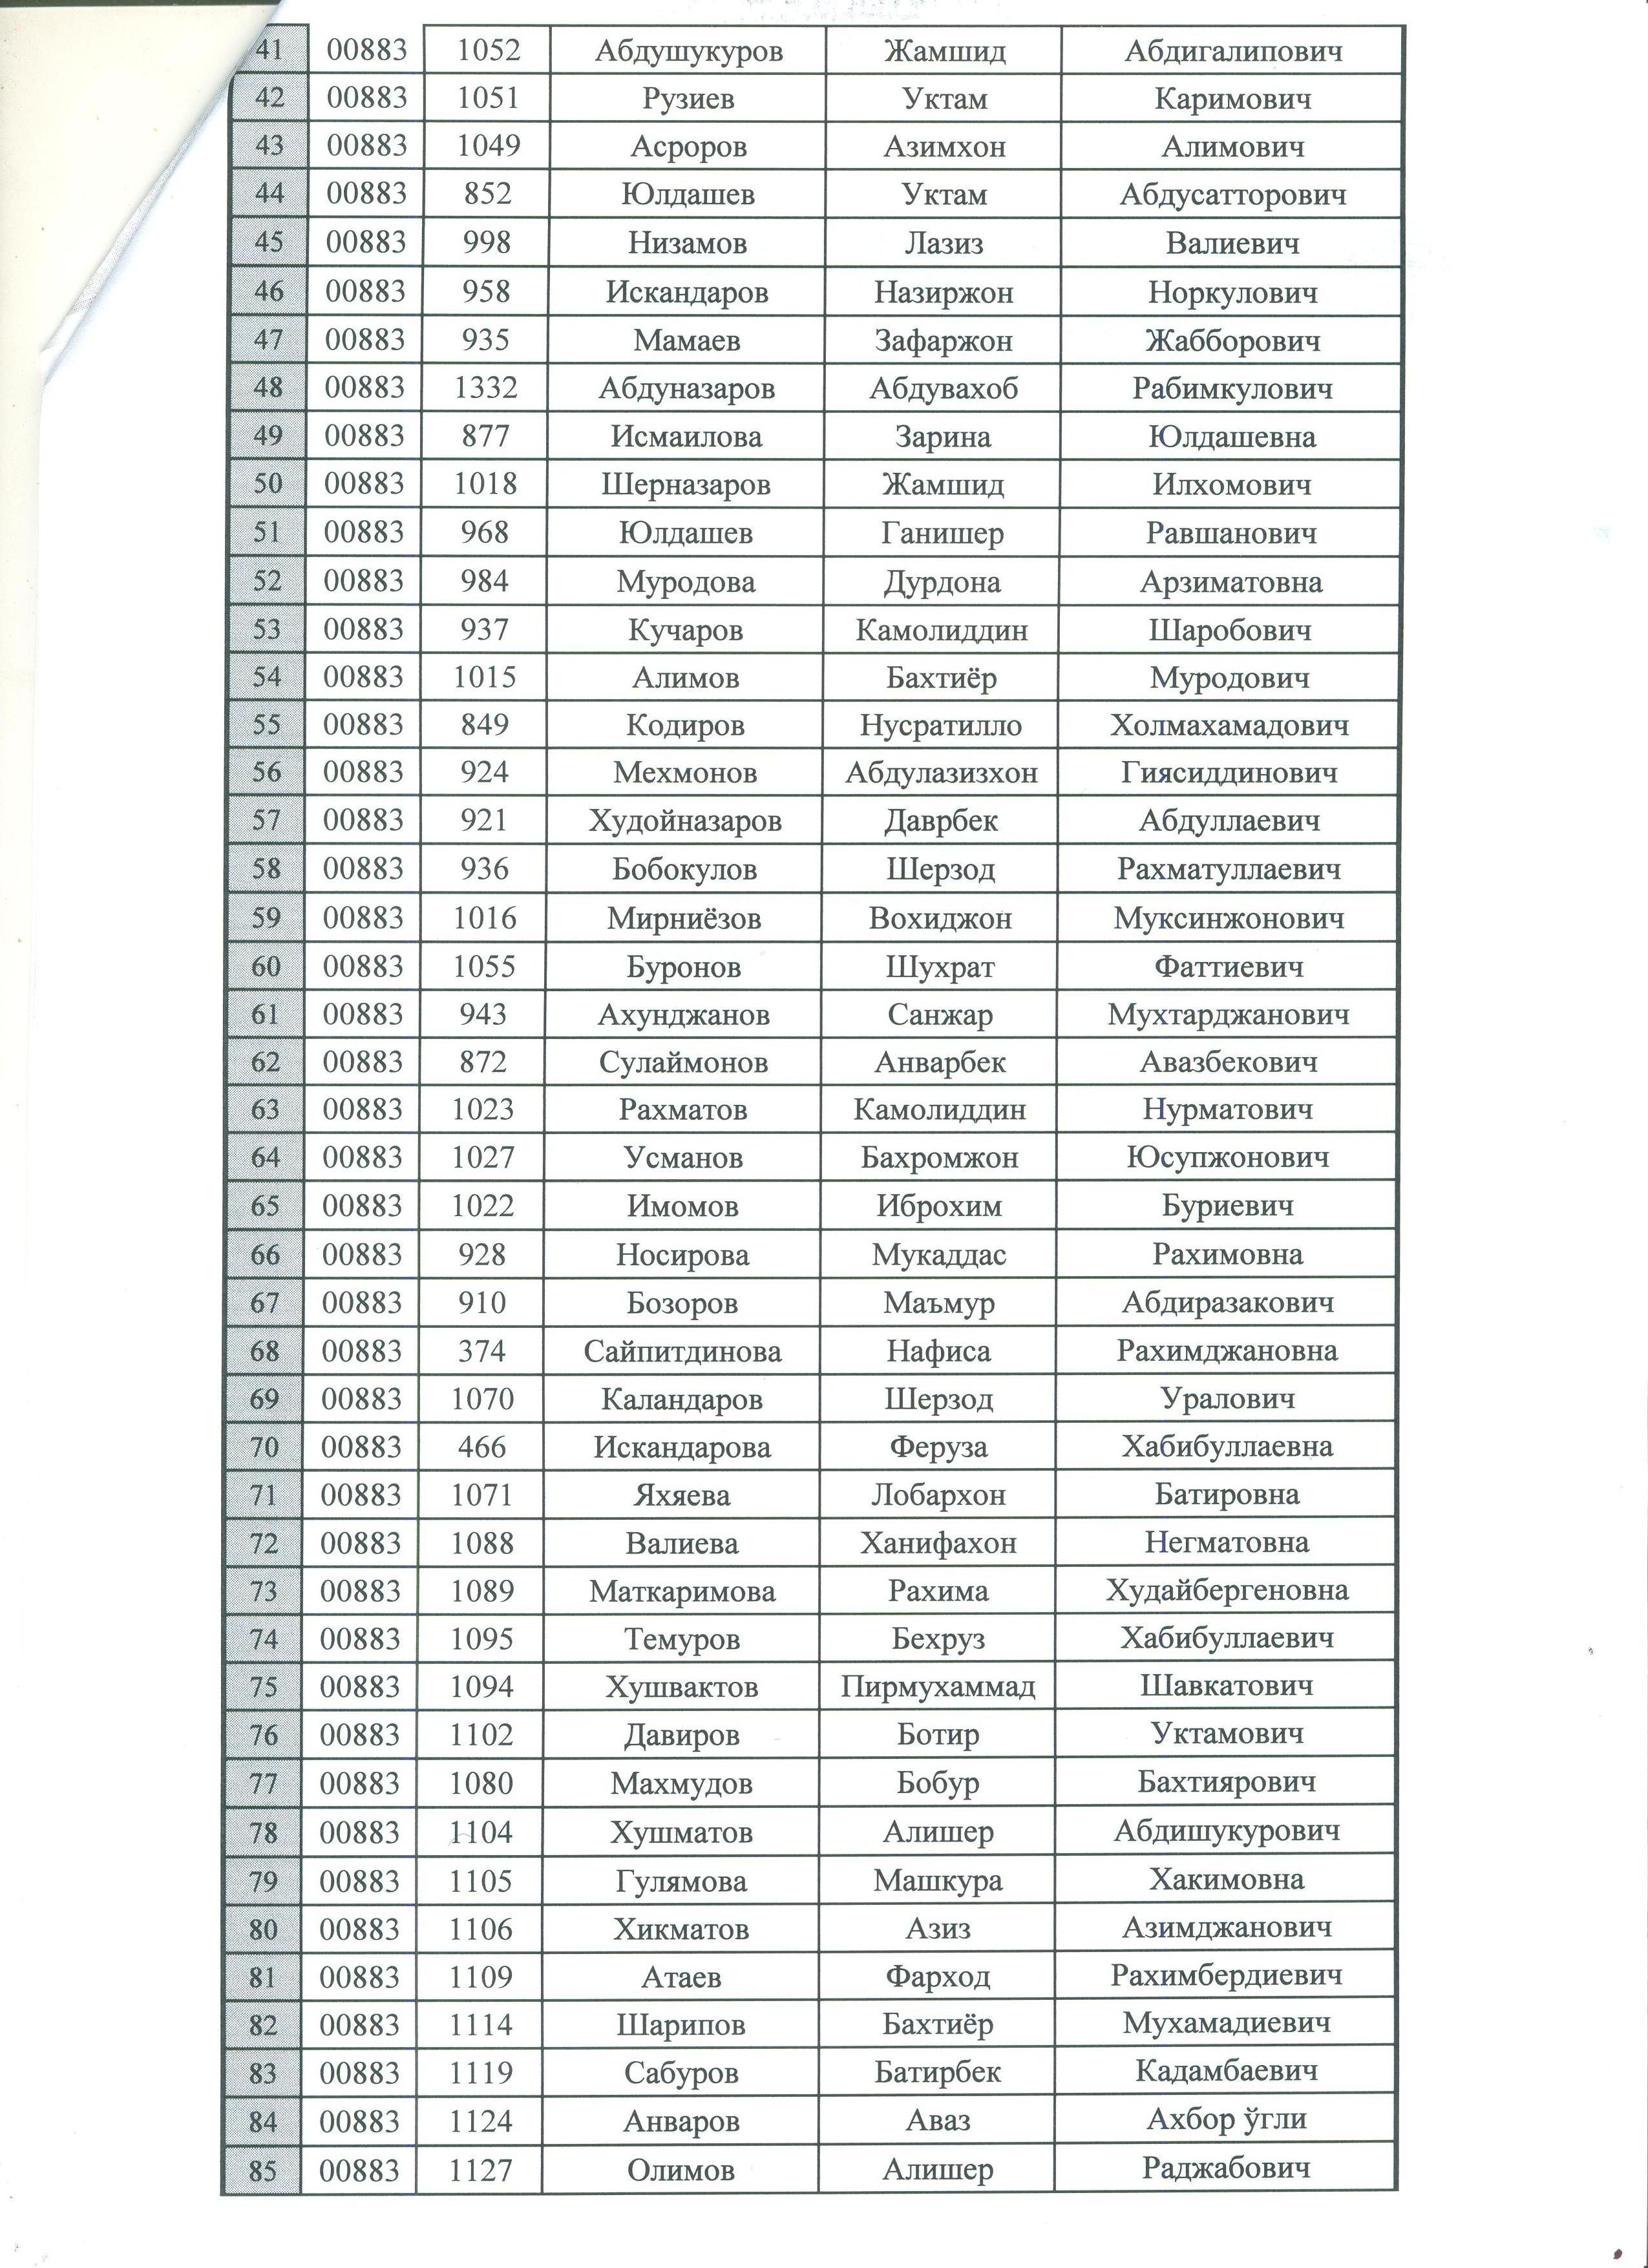 41 00883 1052 Абдушукуров Жамшид Абдигалипович
42 00883 1051 Рузиев Уктам Каримович
43 00883 1049 Асроров Азимхон Алимович
44 00883 852 Юлдашев Уктам Абдусатторович
45 00883 998 Низамов Лазиз Валиевич
46 00883 958 Искандаров Назиржон Норкулович
47 00883 935 Мамаев Зафаржон Жабборович
48 00883 1332 Абдуназаров Абдувахоб Рабимкулович
49 00883 877 Исмаилова Зарина Юлдашевна
50 00883 1018 Шерназаров Жамшид Илхомович
51 00883 968 Юлдашев Ганишер Равшанович
52 00883 984 Муродова Дурдона Арзиматовна
53 00883 937 Кучаров Камолиддин Шаробович
54 00883 1015 Алимов Бахтиёр Муродович
55 00883 849 Кодиров Нусратилло Холмахамадович
56 00883 924 Мехмонов Абдулазизхон Гиясиддинович
57 00883 921 Худойназаров Даврбек Абдуллаевич
58 00883 936 Бобокулов Шерзод Рахматуллаевич
59 00883 1016 Мирниёзов Вохиджон Муксинжонович
60 00883 1055 Буронов Шухрат Фаттиевич
61 00883 943 Ахунджанов Санжар Мухтарджанович
62 00883 872 Сулаймонов Анварбек Авазбекович
63 00883 1023 Рахматов Камолиддин Нурматович
64 00883 1027 Усманов Бахромжон Юсупжонович
65 00883 1022 Имомов Иброхим Буриевич
66 00883 928 Носирова Мукаддас Рахимовна
67 00883 910 Бозоров Маъмур Абдиразакович
68 00883 374 Сайпитдинова Нафиса Рахимджановна
69 00883 1070 Каландаров Шерзод Уралович
70 00883 466 Искандарова Феруза Хабибуллаевна
71 00883 1071 Яхяева Лобархон Батировна
72 00883 1088 Валиева Ханифахон Негматовна
73 00883 1089 Маткаримова Рахима Худайбергеновна
74 00883 1095 Темуров Бехруз Хабибуллаевич
75 00883 1094 Хушвактов Пирмухаммад Шавкатович
76 00883 1102 Давиров Ботир Уктамович
77 00883 1080 Махмудов Бобур Бахтиярович
78 00883 1104 Хушматов Алишер Абдишукурович
79 00883 1105 Гулямова Машкура Хакимовна
80 00883 1106 Хикматов Азиз Азимджанович
81 00883 1109 Атаев Фарход Рахимбердиевич
82 00883 1114 Шарипов Бахтиёр Мухамадиевич
83 00883 1119 Сабуров Батирбек Кадамбаевич
84 00883 1124 Анваров Аваз Ахбор ўгли
85 00883 1127 Олимов Алишер Раджабович